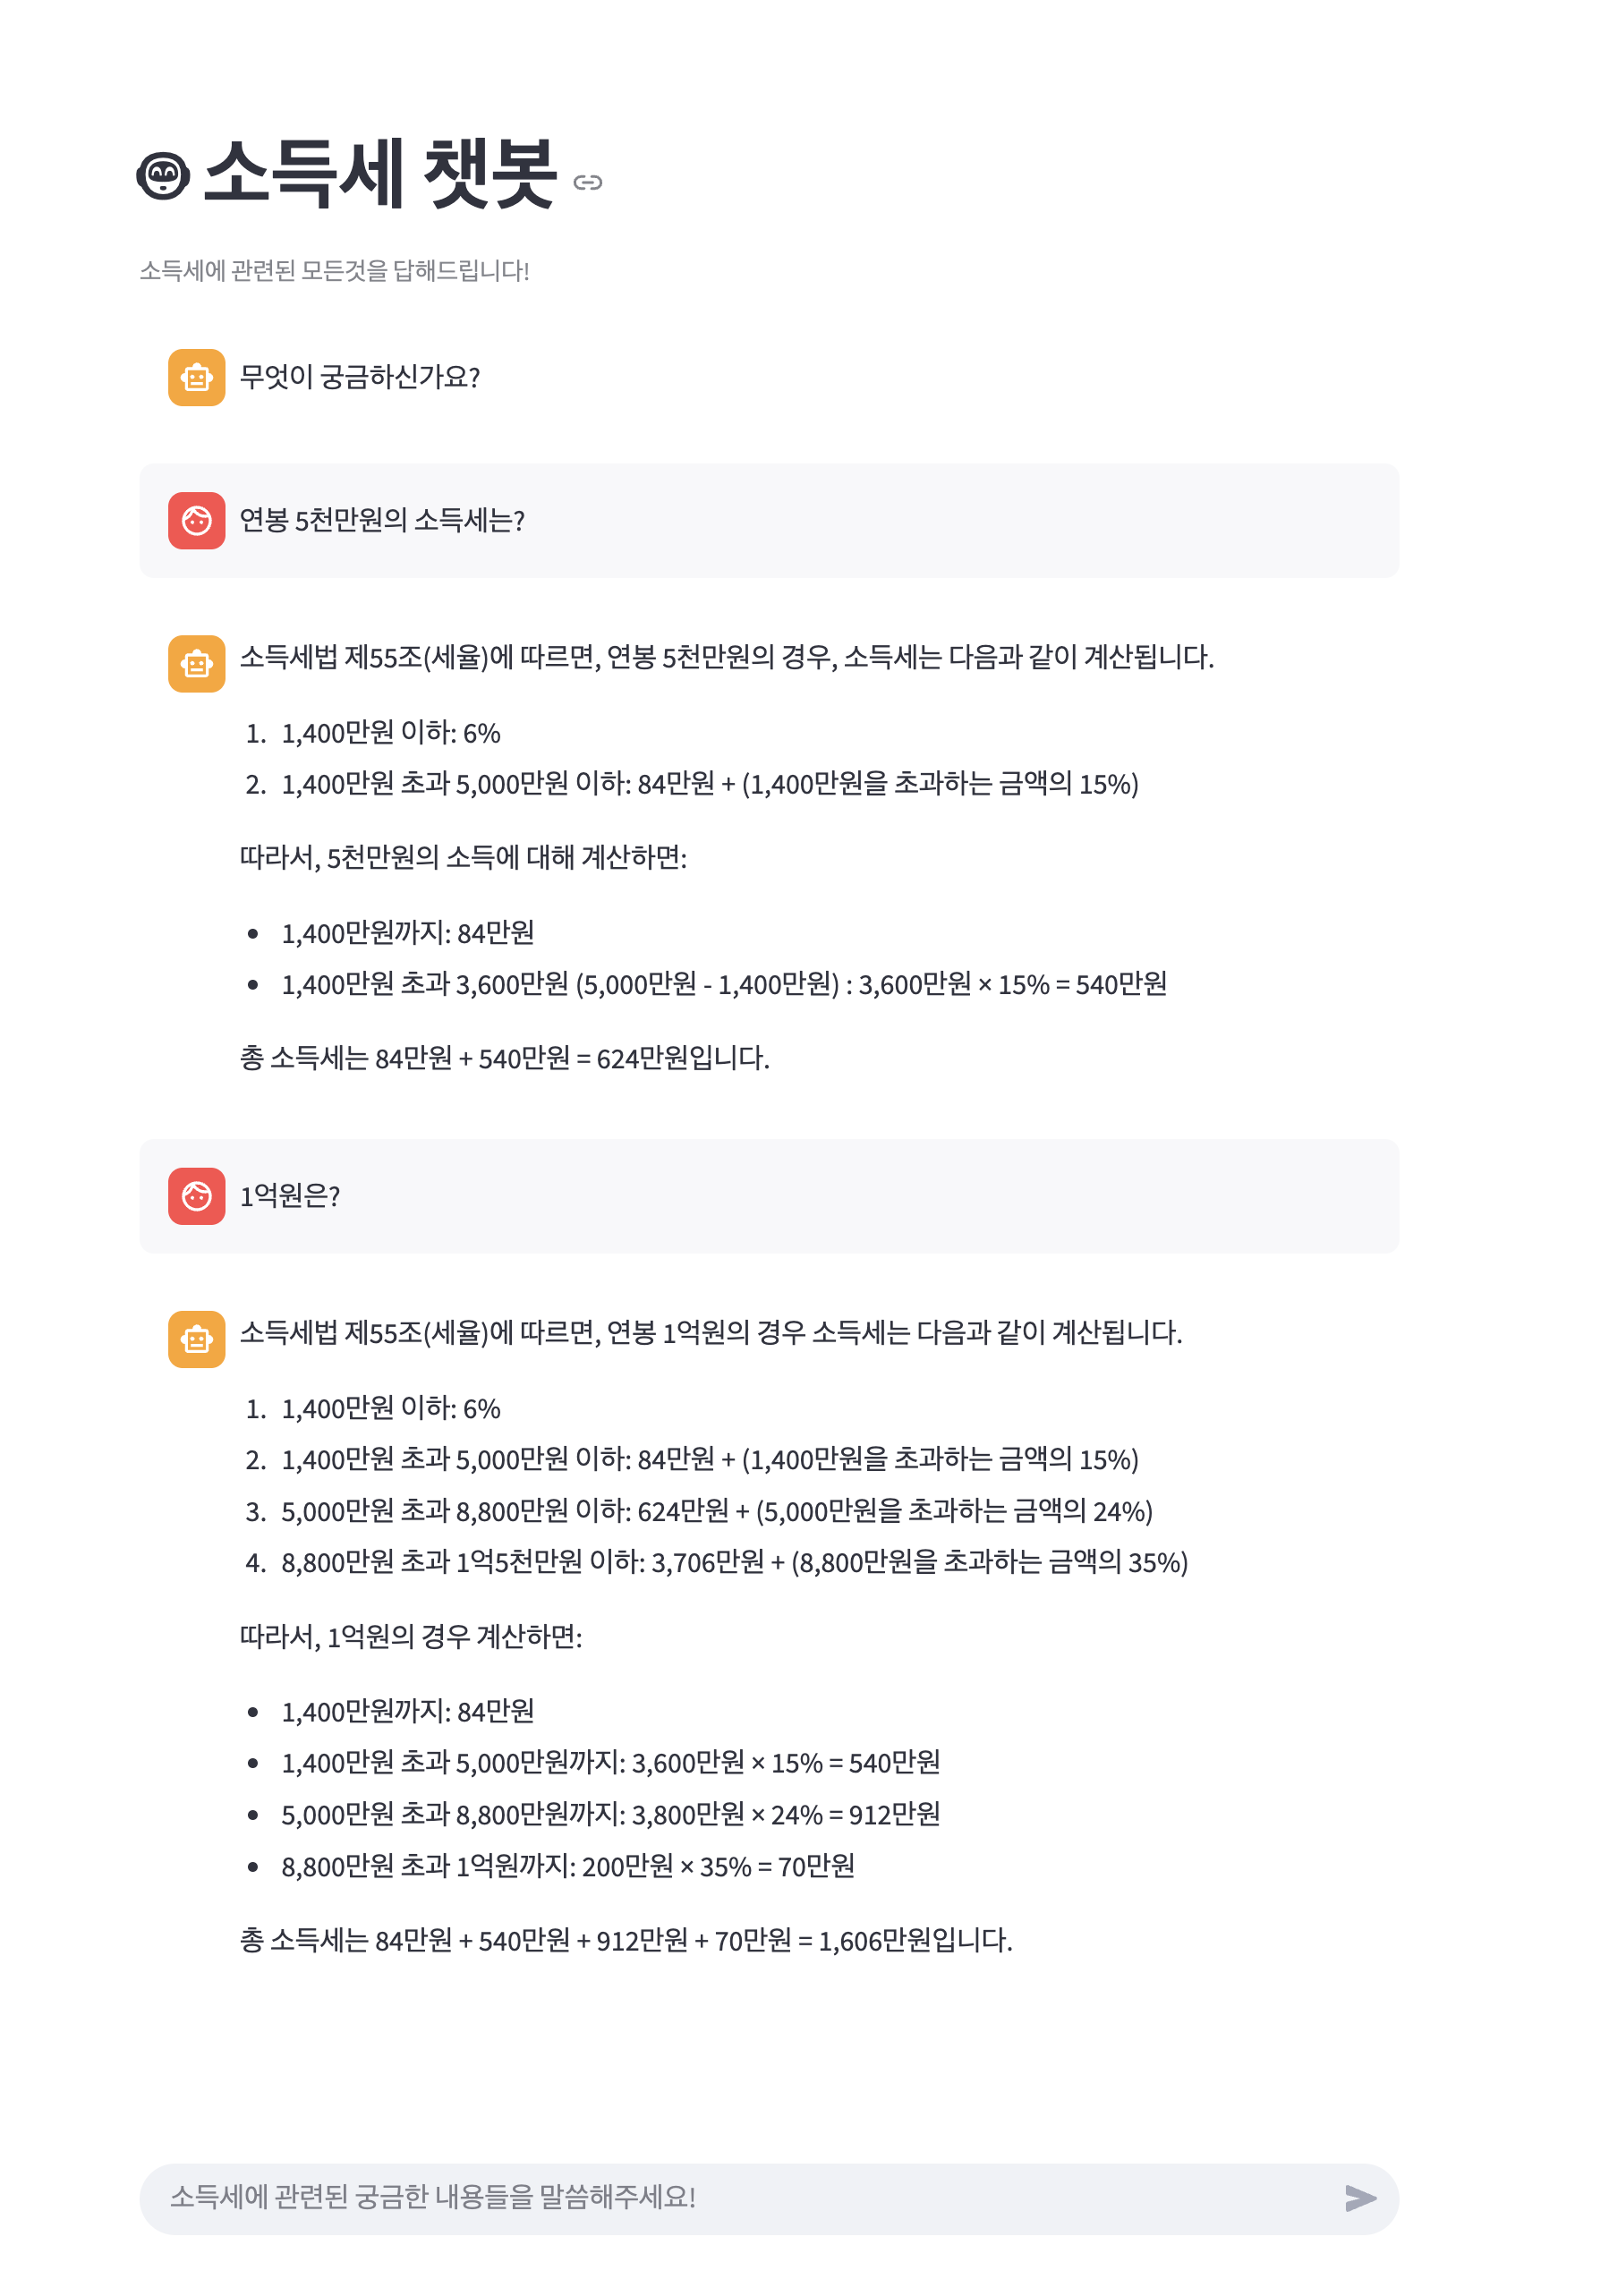 소득세 챗봇
소득세에 관련된 모든것을 답해드립니다!
무엇이 궁금하신가요?
연봉 5천만원의 소득세는?
소득세법 제55조(세율)에 따르면, 연봉 5천만원의 경우, 소득세는 다음과 같이 계산됩니다.
1. 1,400만원 이하: 6%
2. 1,400만원 초과 5,000만원 이하: 84만원 + (1,400만원을 초과하는 금액의 15%)
따라서, 5천만원의 소득에 대해 계산하면:
• 1,400만원까지: 84만원
• 1,400만원 초과 3,600만원 (5,000만원 - 1,400만원) : 3,600만원 × 15% = 540만원
총 소득세는 84만원 + 540만원 = 624만원입니다.
1억원은?
소득세법 제55조(세율)에 따르면, 연봉 1억원의 경우 소득세는 다음과 같이 계산됩니다.
1. 1,400만원 이하: 6%
2. 1,400만원 초과 5,000만원 이하: 84만원 + (1,400만원을 초과하는 금액의 15%)
3. 5,000만원 초과 8,800만원 이하: 624만원 + (5,000만원을 초과하는 금액의 24%)
4. 8,800만원 초과 1억5천만원 이하: 3,706만원 + (8,800만원을 초과하는 금액의 35%)
따라서, 1억원의 경우 계산하면:
• 1,400만원까지: 84만원
• 1,400만원 초과 5,000만원까지: 3,600만원 × 15% = 540만원
• 5,000만원 초과 8,800만원까지: 3,800만원 × 24% = 912만원
• 8,800만원 초과 1억원까지: 200만원 × 35% = 70만원
총 소득세는 84만원 + 540만원 + 912만원 + 70만원 = 1,606만원입니다.
소득세에 관련된 궁금한 내용들을 말씀해주세요!